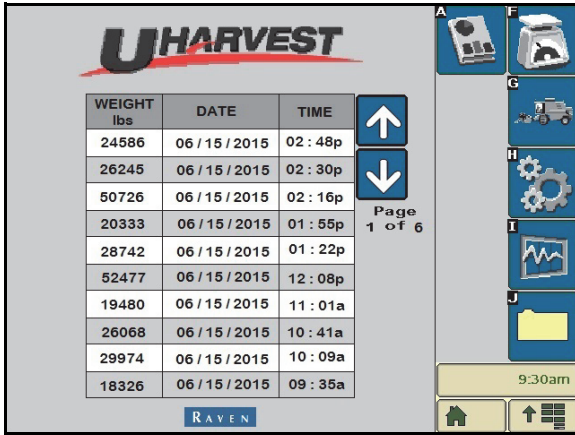 UHARVEST
WEIGHT lbs DATE TIME
24586 06/15/2015 02:48p
26245 06/15/2015 02:30p
50726 06/15/2015 02:16p
20333 06/15/2015 01:55p
28742 06/15/2015 01:22p
52477 06/15/2015 12:08p
19480 06/15/2015 11:01a
26068 06/15/2015 10:41a
29974 06/15/2015 10:09a
18326 06/15/2015 09:35a
Page
1 of 6
RAVEN
A
F
G
H
I
J
9:30am